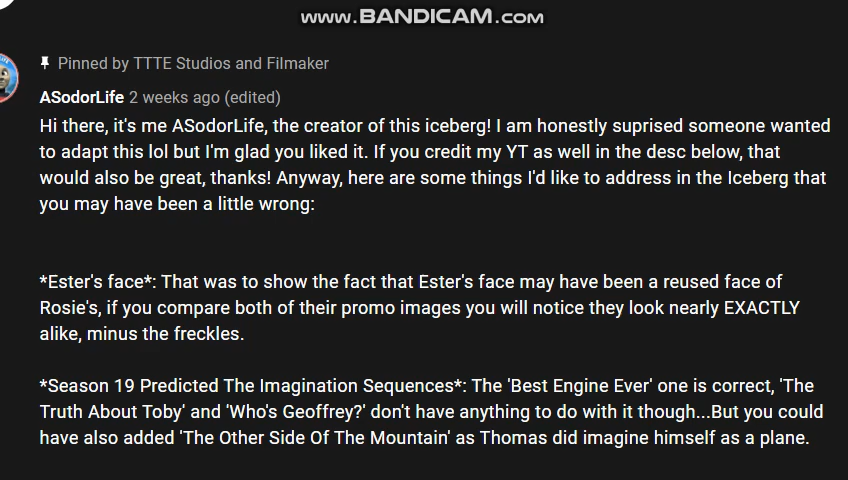 www.BANDICAM.com
Pinned by TTTE Studios and Filmaker
ASodorLife 2 weeks ago (edited)
Hi there, it's me ASodorLife, the creator of this iceberg! I am honestly suprised someone wanted
to adapt this lol but I'm glad you liked it. If you credit my YT as well in the desc below, that
would also be great, thanks! Anyway, here are some things I'd like to address in the Iceberg that
you may have been a little wrong:
*Ester's face*: That was to show the fact that Ester's face may have been a reused face of
Rosie's, if you compare both of their promo images you will notice they look nearly EXACTLY
alike, minus the freckles.
*Season 19 Predicted The Imagination Sequences*: The 'Best Engine Ever' one is correct, 'The
Truth About Toby' and 'Who's Geoffrey?' don't have anything to do with it though...But you could
have also added 'The Other Side Of The Mountain' as Thomas did imagine himself as a plane.